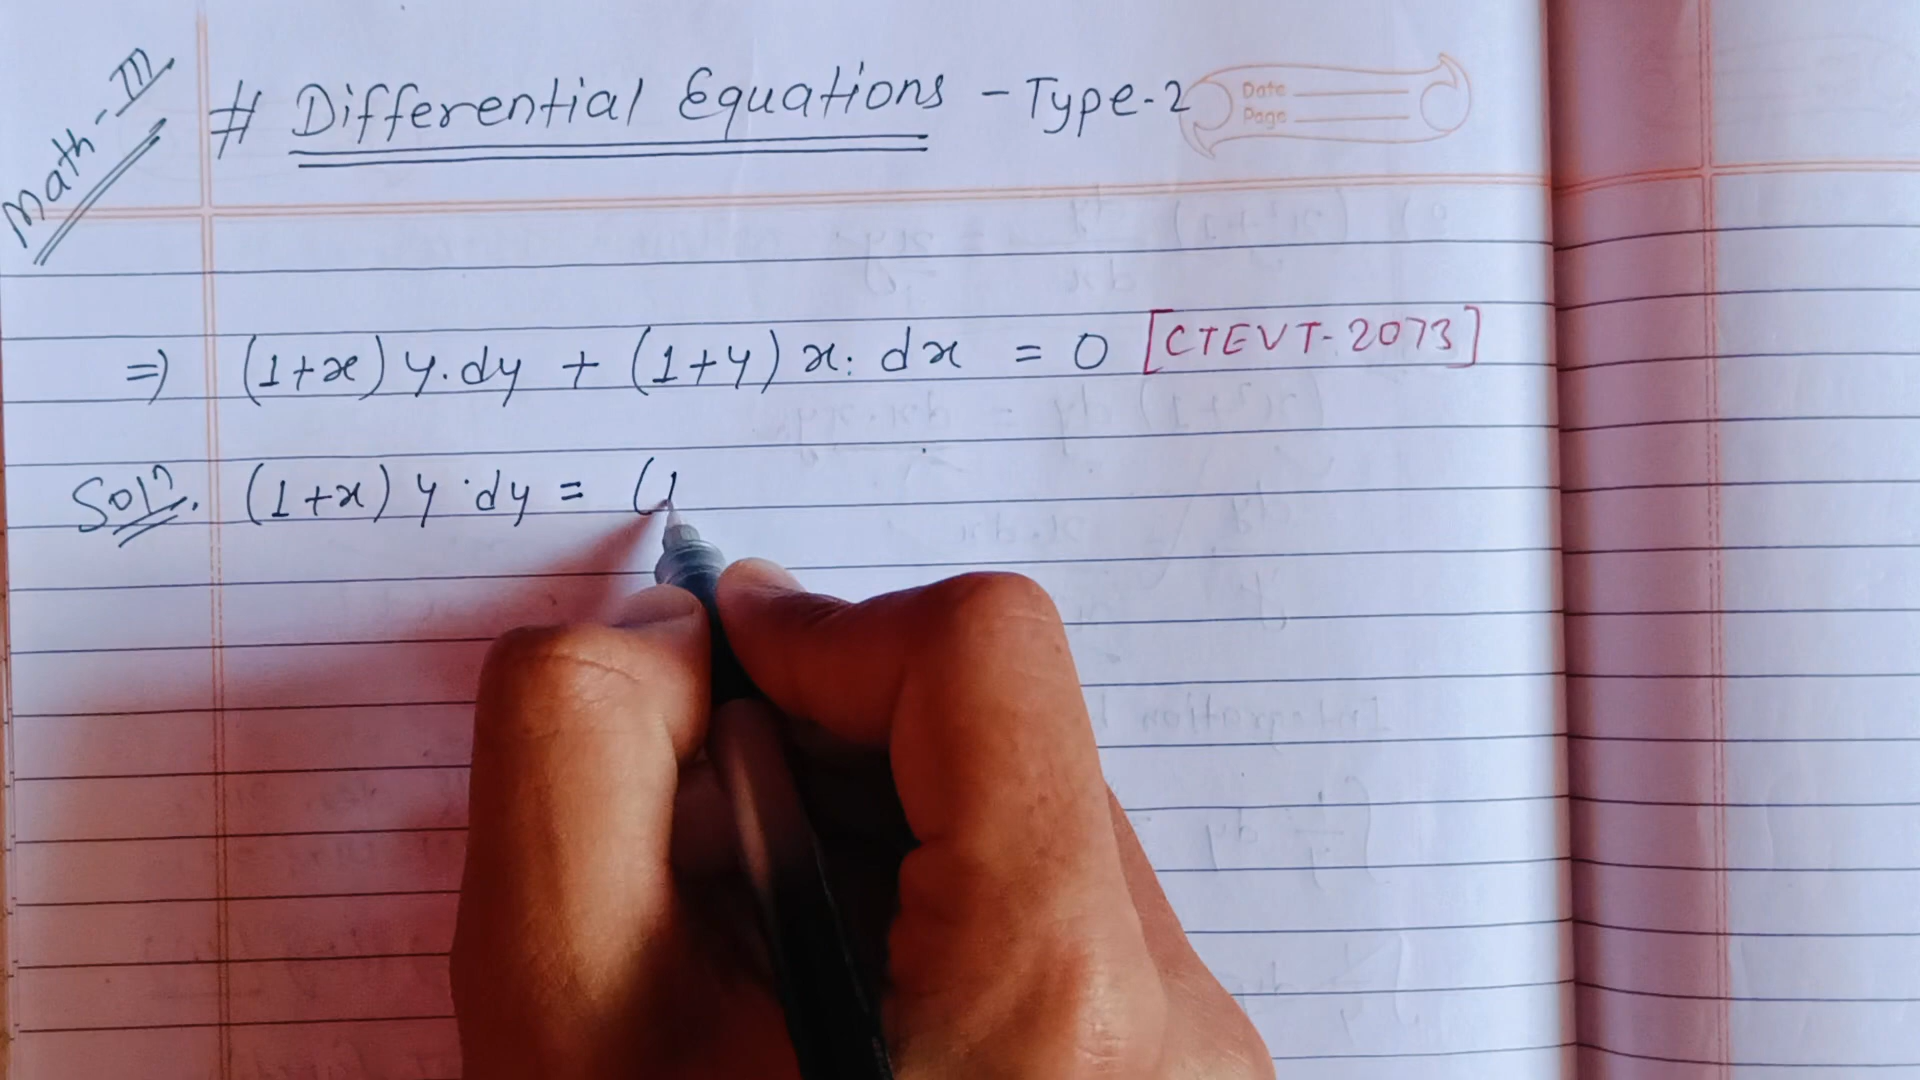 Math-III
# Differential Equations - Type-2
Date
Page
=) (1+x) y.dy + (1+y) x. dx = 0 [CTEVT-2073]
Soln. (1+x) y.dy = (1